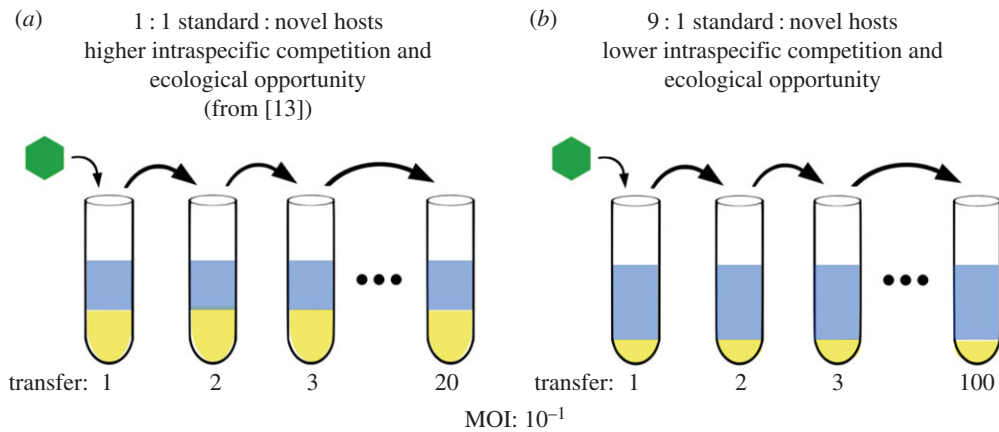 (a)
1 : 1 standard : novel hosts
higher intraspecific competition and
ecological opportunity
(from [13])
(b)
9 : 1 standard : novel hosts
lower intraspecific competition and
ecological opportunity
transfer: 1 2 3 20
transfer: 1 2 3 100
MOI: 10⁻¹